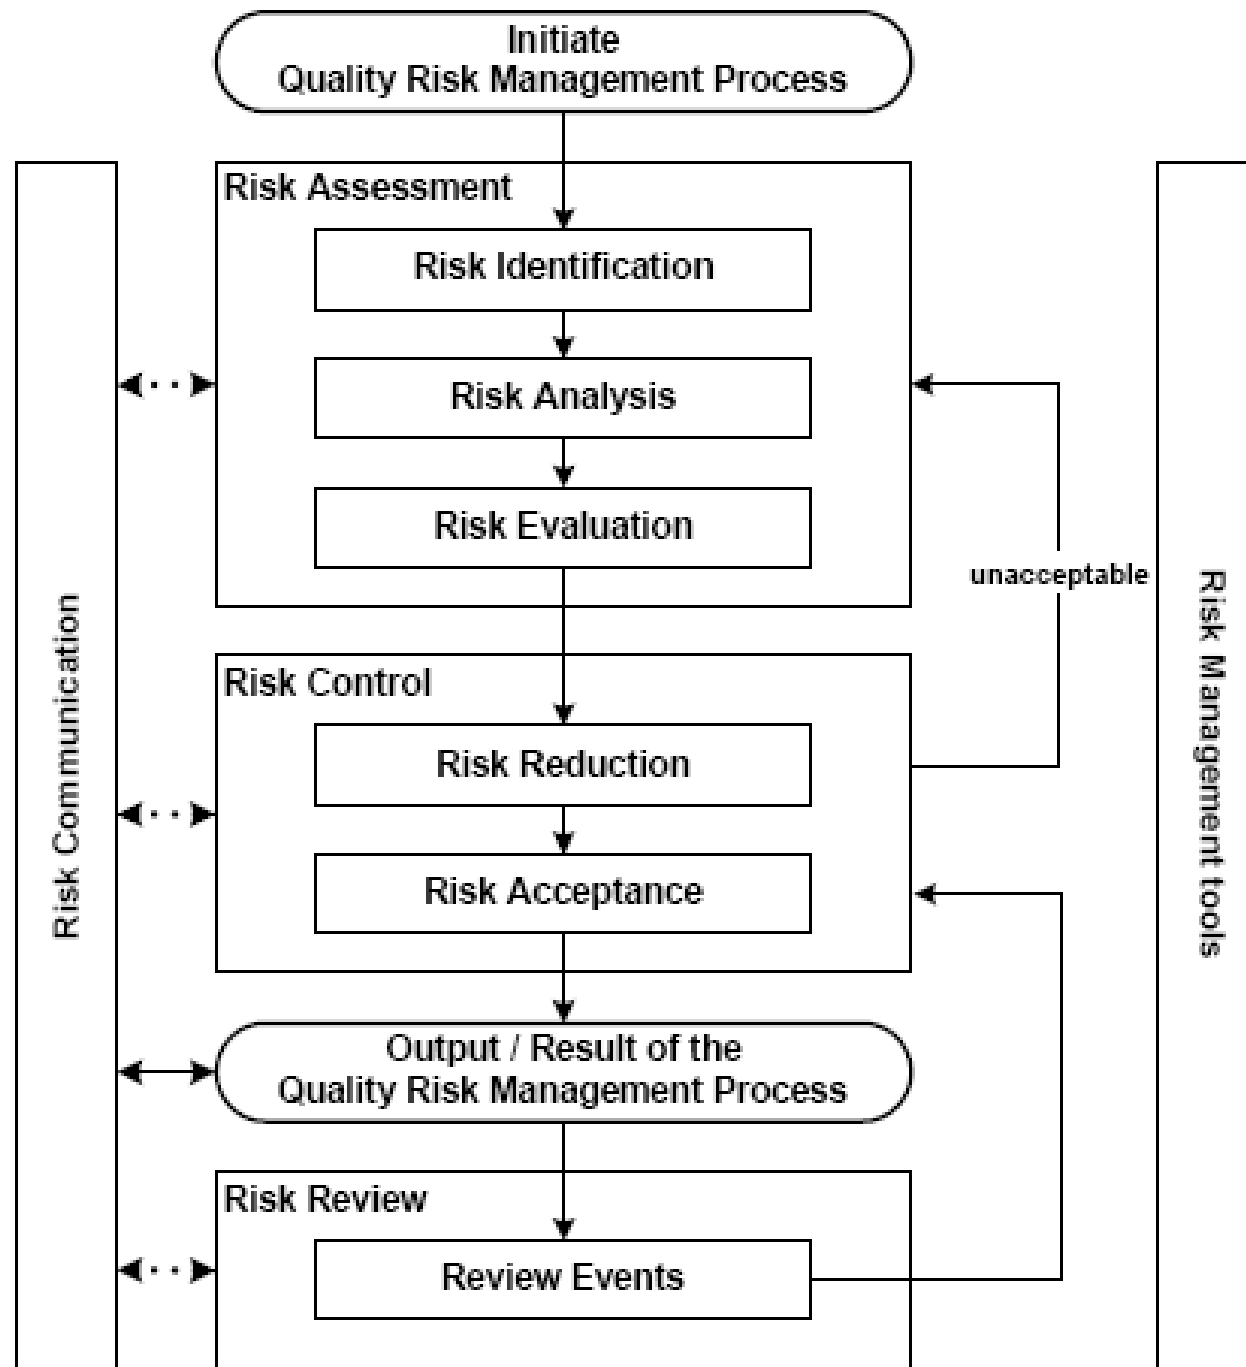 Initiate
Quality Risk Management Process
Risk Assessment
Risk Identification
Risk Analysis
Risk Evaluation
unacceptable
Risk Control
Risk Reduction
Risk Acceptance
Output / Result of the
Quality Risk Management Process
Risk Review
Review Events
Risk Communication
Risk Management tools